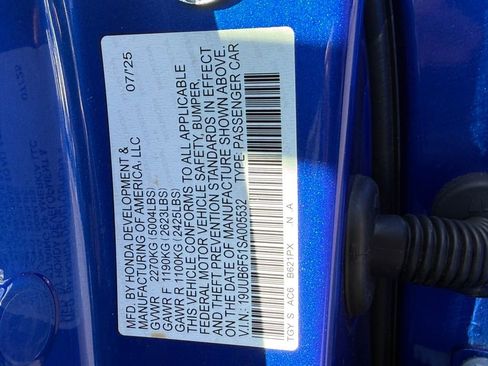 MFD. BY HONDA DEVELOPMENT & 07/25
MANUFACTURING OF AMERICA, LLC
GVWR 2270KG(5004LBS)
GAWR F 1190KG(2623LBS)
GAWR R 1100KG(2425LBS)
THIS VEHICLE CONFORMS TO ALL APPLICABLE
FEDERAL MOTOR VEHICLE SAFETY, BUMPER,
AND THEFT PREVENTION STANDARDS IN EFFECT
ON THE DATE OF MANUFACTURE SHOWN ABOVE.
V.I.N.: 19UUB6F51SA005532 TYPE: PASSENGER CAR
TGY S AC6 B621PX N A